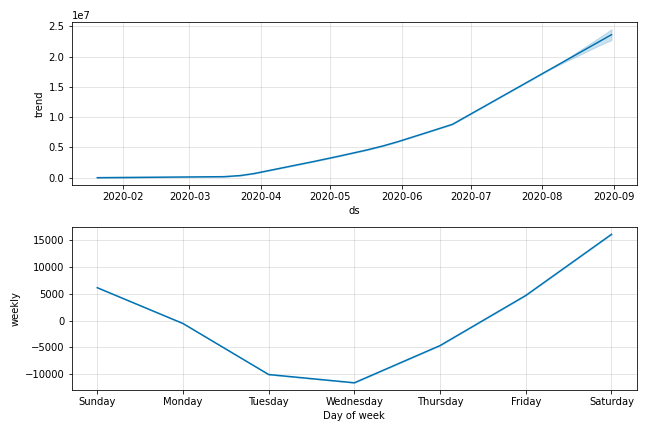 1e7
2.5
2.0
1.5
1.0
0.5
0.0
trend
2020-02 2020-03 2020-04 2020-05 2020-06 2020-07 2020-08 2020-09
ds
15000
10000
5000
0
−5000
−10000
weekly
Sunday Monday Tuesday Wednesday Thursday Friday Saturday
Day of week